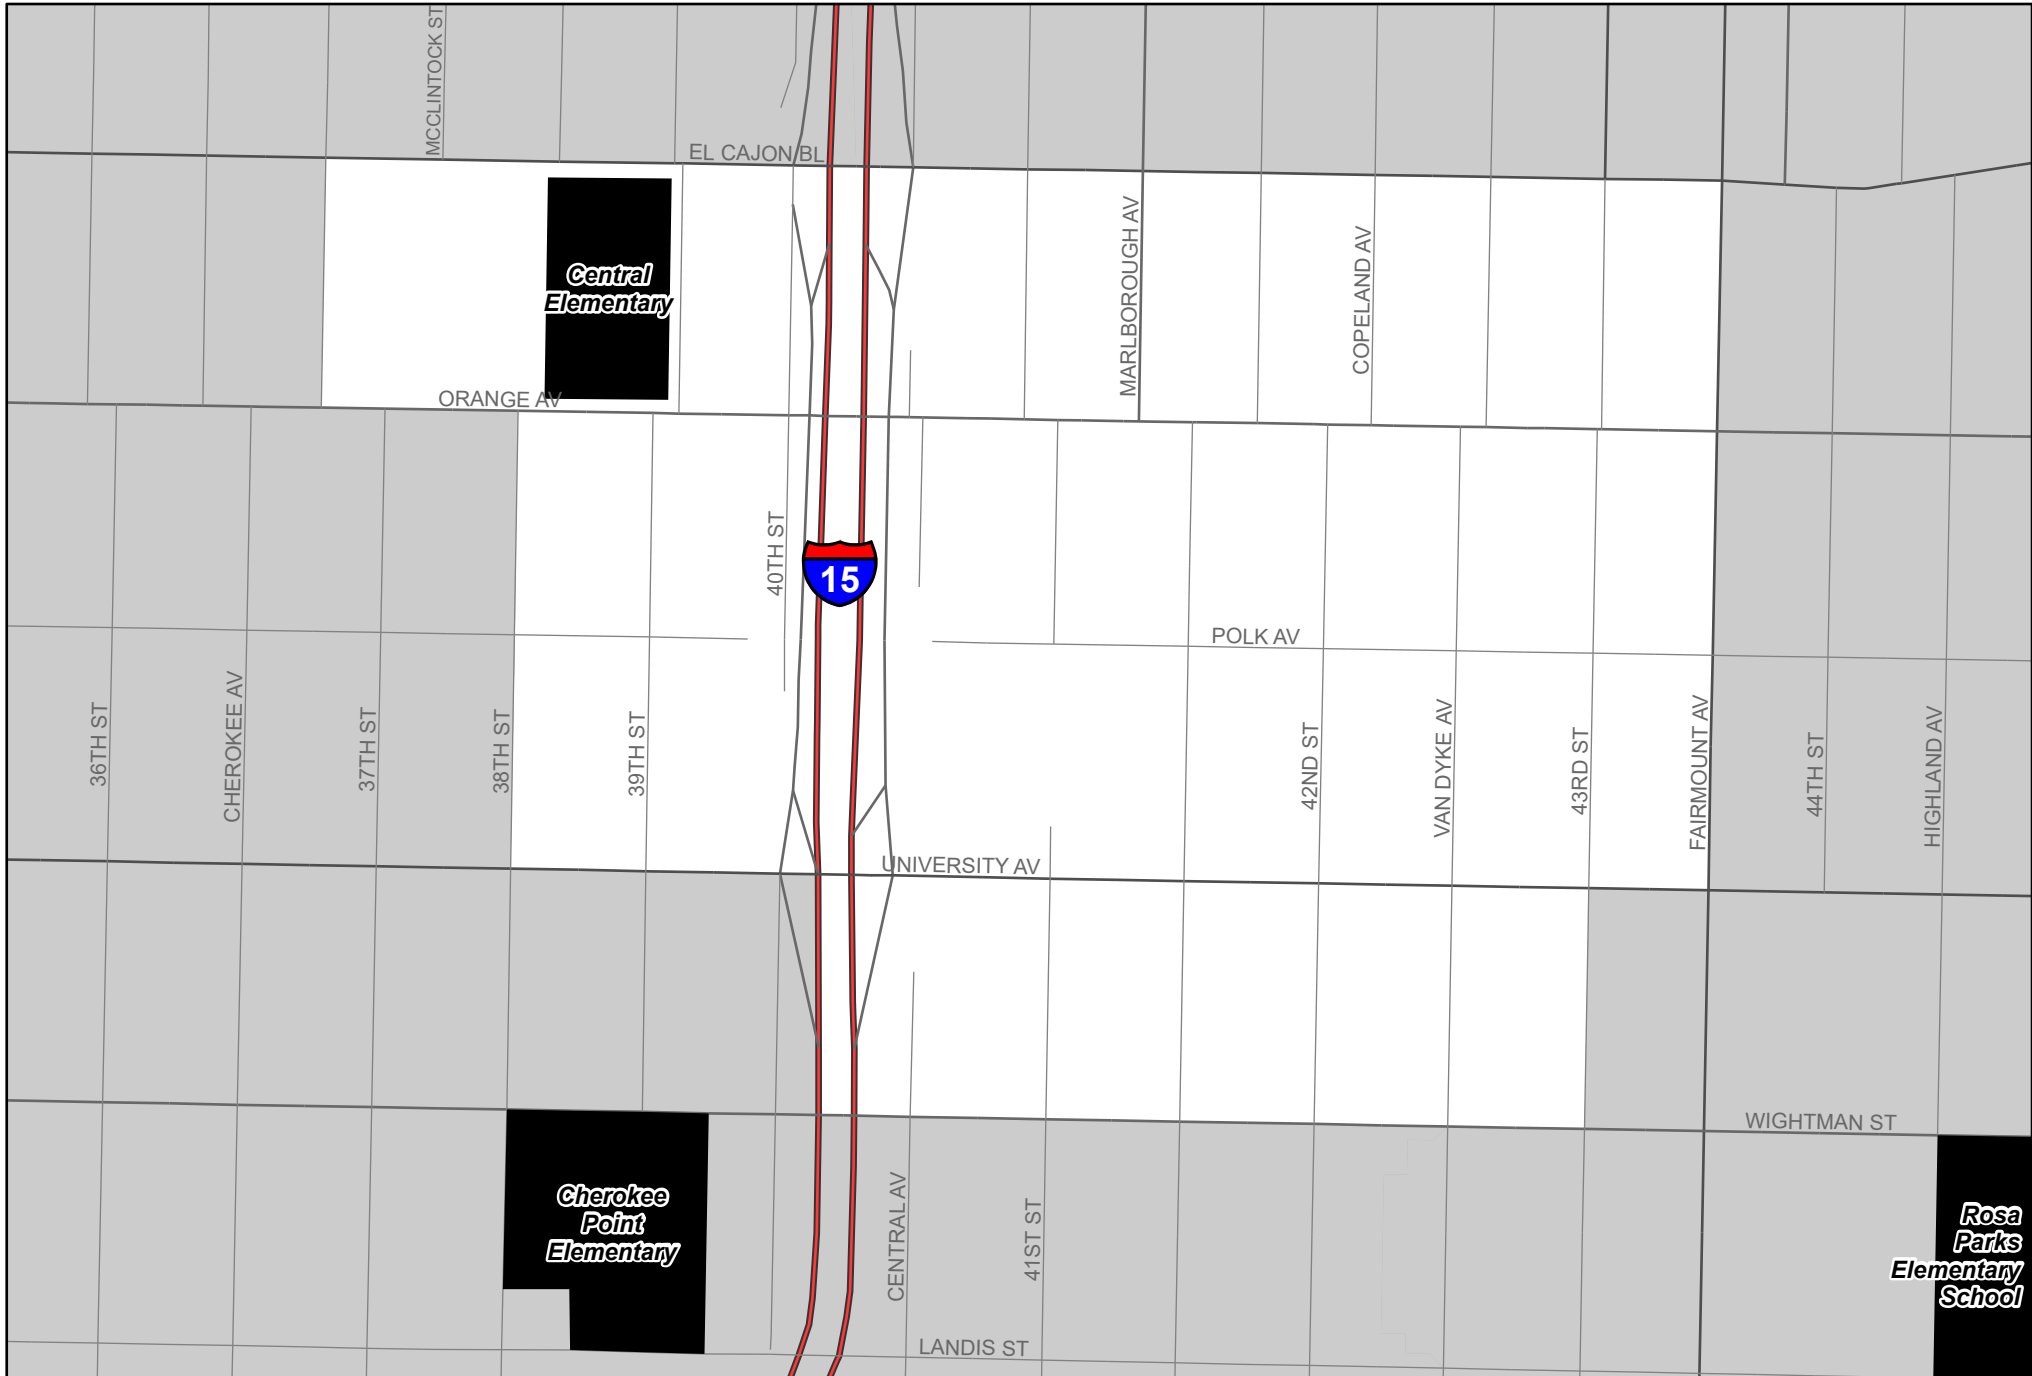 MCCLINTOCK ST
EL CAJON BL
Central
Elementary
MARLBOROUGH AV
COPELAND AV
ORANGE AV
40TH ST
15
POLK AV
36TH ST
CHEROKEE AV
37TH ST
38TH ST
39TH ST
42ND ST
VAN DYKE AV
43RD ST
FAIRMOUNT AV
44TH ST
HIGHLAND AV
UNIVERSITY AV
WIGHTMAN ST
Cherokee
Point
Elementary
CENTRAL AV
41ST ST
Rosa
Parks
Elementary
School
LANDIS ST